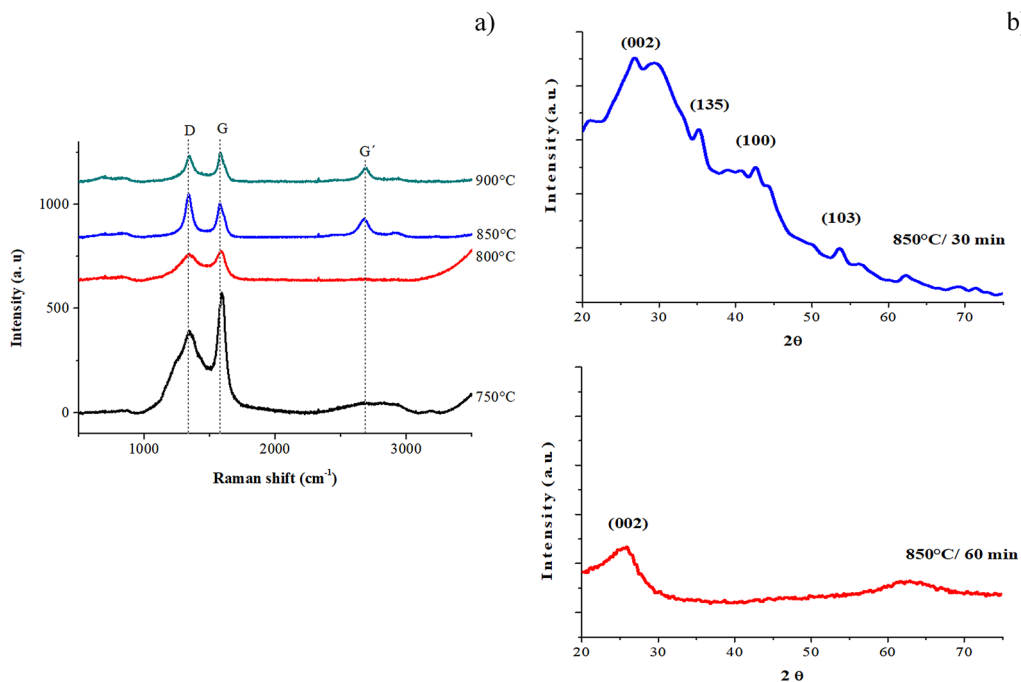 a)
D
G
G´
900°C
850°C
800°C
750°C
1000
500
0
Intensity (a. u)
1000
2000
3000
Raman shift (cm⁻¹)
b)
(002)
(135)
(100)
(103)
850°C/ 30 min
Intensity (a.u.)
20
30
40
50
60
70
2θ
(002)
850°C/ 60 min
Intensity (a.u.)
20
30
40
50
60
70
2 θ